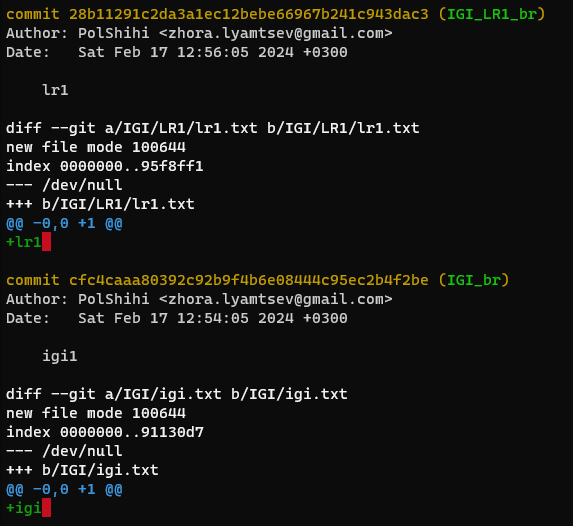 commit 28b11291c2da3a1ec12bebe66967b241c943dac3 (IGI_LR1_br)
Author: PolShihi <zhora.lyamtsev@gmail.com>
Date:   Sat Feb 17 12:56:05 2024 +0300
    lr1
diff --git a/IGI/LR1/lr1.txt b/IGI/LR1/lr1.txt
new file mode 100644
index 0000000..95f8ff1
--- /dev/null
+++ b/IGI/LR1/lr1.txt
@@ -0,0 +1 @@
+lr1
commit cfc4caaa80392c92b9f4b6e08444c95ec2b4f2be (IGI_br)
Author: PolShihi <zhora.lyamtsev@gmail.com>
Date:   Sat Feb 17 12:54:05 2024 +0300
    igi1
diff --git a/IGI/igi.txt b/IGI/igi.txt
new file mode 100644
index 0000000..91130d7
--- /dev/null
+++ b/IGI/igi.txt
@@ -0,0 +1 @@
+igi